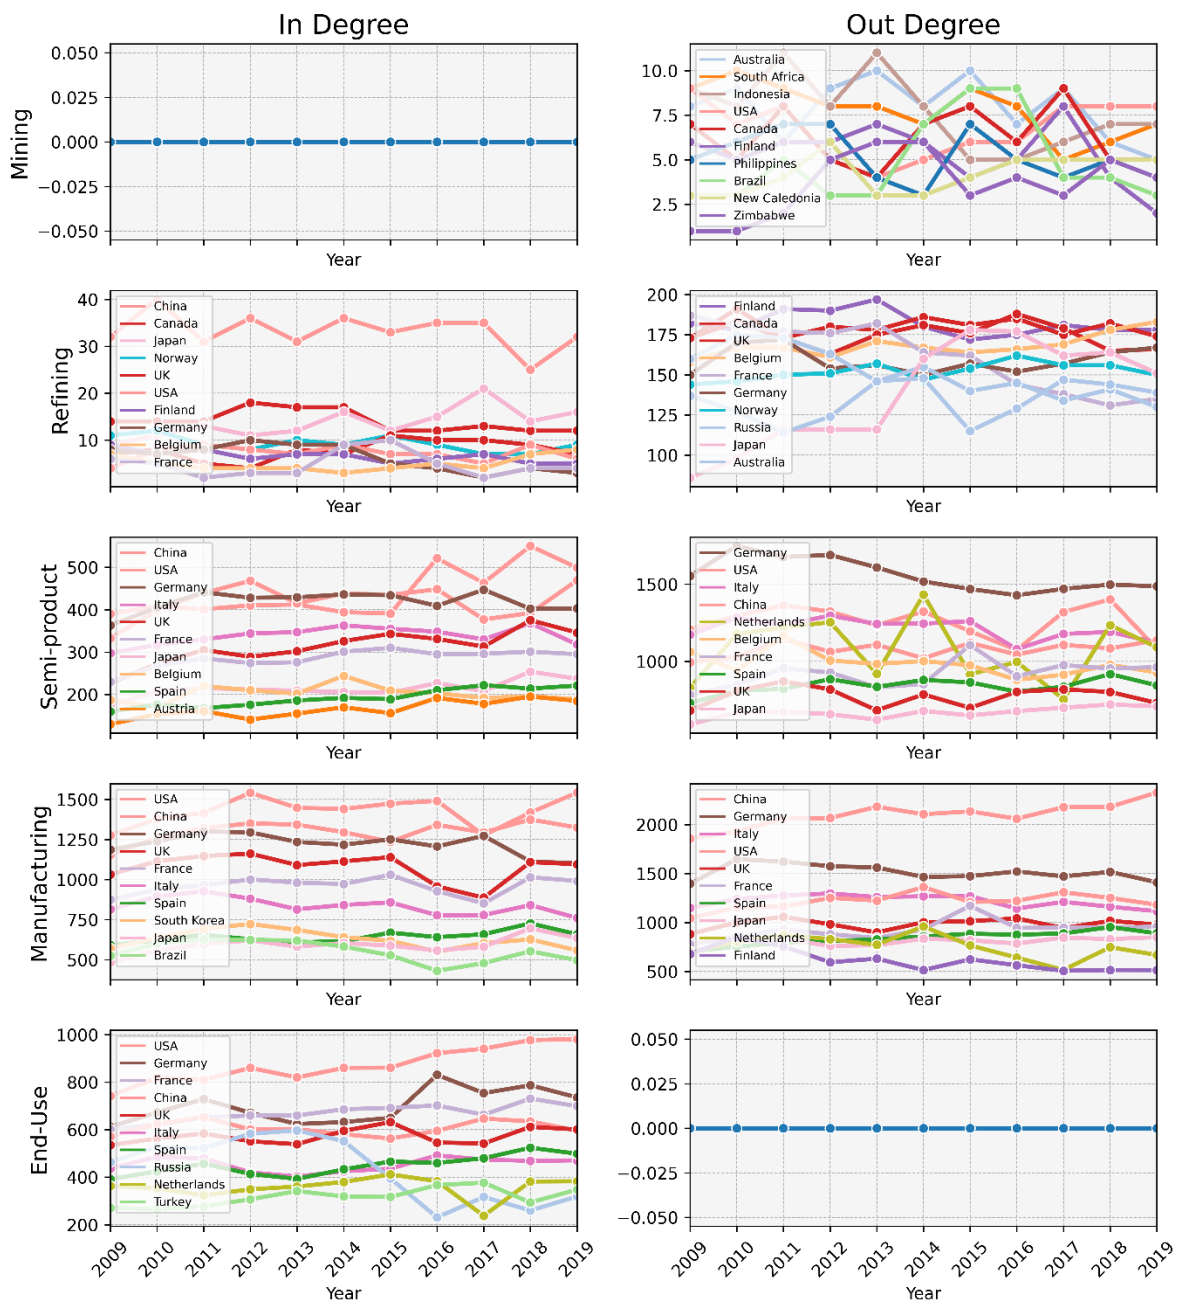 In Degree
Out Degree
Mining
0.050
0.025
0.000
−0.025
−0.050
Year
10.0
7.5
5.0
2.5
Australia
South Africa
Indonesia
USA
Canada
Finland
Philippines
Brazil
New Caledonia
Zimbabwe
Year
Refining
40
30
20
10
China
Canada
Japan
Norway
UK
USA
Finland
Germany
Belgium
France
Year
200
175
150
125
100
Finland
Canada
UK
Belgium
France
Germany
Norway
Russia
Japan
Australia
Year
Semi-product
500
400
300
200
China
USA
Germany
Italy
UK
France
Japan
Belgium
Spain
Austria
Year
1500
1000
Germany
USA
Italy
China
Netherlands
Belgium
France
Spain
UK
Japan
Year
Manufacturing
1500
1250
1000
750
500
USA
China
Germany
UK
France
Italy
Spain
South Korea
Japan
Brazil
Year
2000
1500
1000
500
China
Germany
Italy
USA
UK
France
Spain
Japan
Netherlands
Finland
Year
End-Use
1000
800
600
400
200
USA
Germany
France
China
UK
Italy
Spain
Russia
Netherlands
Turkey
2009 2010 2011 2012 2013 2014 2015 2016 2017 2018 2019
Year
0.050
0.025
0.000
−0.025
−0.050
2009 2010 2011 2012 2013 2014 2015 2016 2017 2018 2019
Year